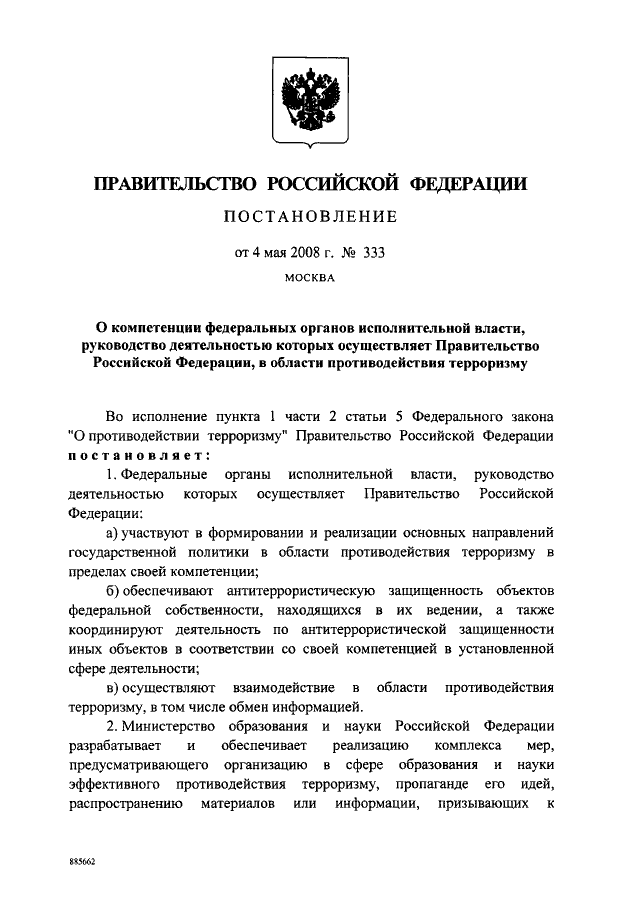 ПРАВИТЕЛЬСТВО РОССИЙСКОЙ ФЕДЕРАЦИИ
ПОСТАНОВЛЕНИЕ
от 4 мая 2008 г. № 333
МОСКВА
О компетенции федеральных органов исполнительной власти,
руководство деятельностью которых осуществляет Правительство
Российской Федерации, в области противодействия терроризму
Во исполнение пункта 1 части 2 статьи 5 Федерального закона
"О противодействии терроризму" Правительство Российской Федерации
постановляет:
1. Федеральные органы исполнительной власти, руководство
деятельностью которых осуществляет Правительство Российской
Федерации:
а) участвуют в формировании и реализации основных направлений
государственной политики в области противодействия терроризму в
пределах своей компетенции;
б) обеспечивают антитеррористическую защищенность объектов
федеральной собственности, находящихся в их ведении, а также
координируют деятельность по антитеррористической защищенности
иных объектов в соответствии со своей компетенцией в установленной
сфере деятельности;
в) осуществляют взаимодействие в области противодействия
терроризму, в том числе обмен информацией.
2. Министерство образования и науки Российской Федерации
разрабатывает и обеспечивает реализацию комплекса мер,
предусматривающего организацию в сфере образования и науки
эффективного противодействия терроризму, пропаганде его идей,
распространению материалов или информации, призывающих к
885662